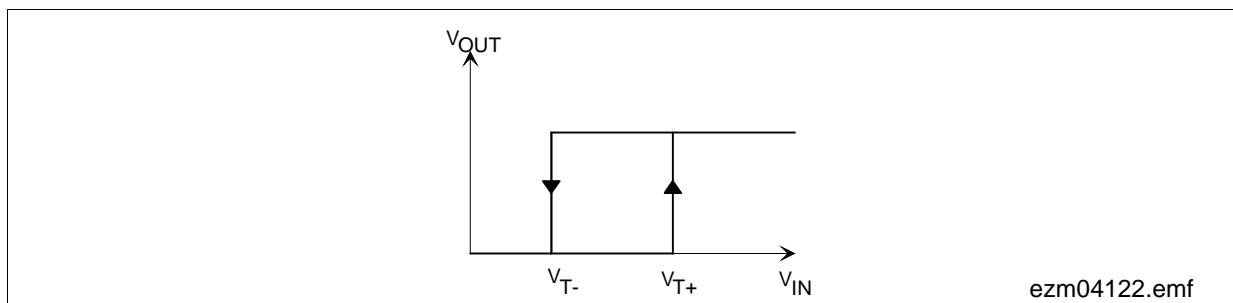 VOUT
VT-
VT+
VIN
ezm04122.emf